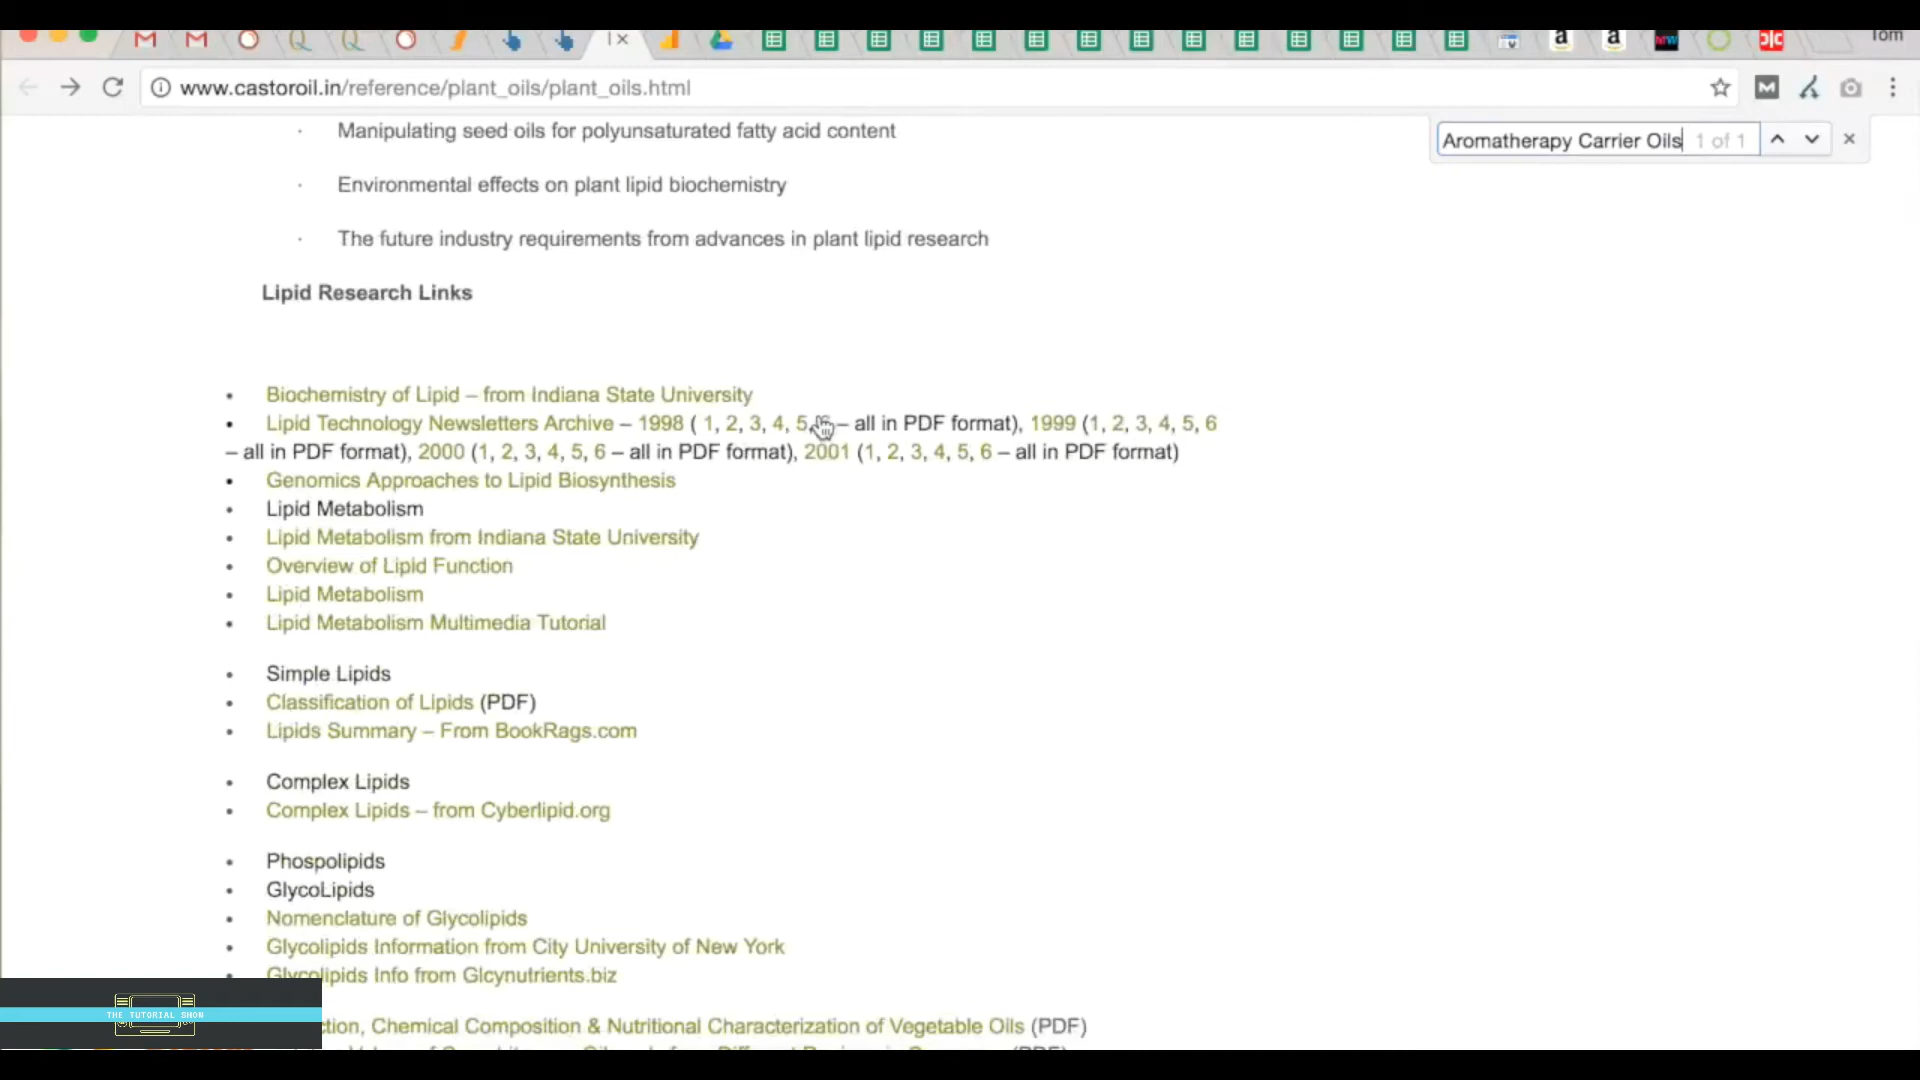 Tom
www.castoroil.in/reference/plant_oils/plant_oils.html
Aromatherapy Carrier Oils 1 of 1
· Manipulating seed oils for polyunsaturated fatty acid content
· Environmental effects on plant lipid biochemistry
· The future industry requirements from advances in plant lipid research
Lipid Research Links
• Biochemistry of Lipid – from Indiana State University
• Lipid Technology Newsletters Archive – 1998 ( 1, 2, 3, 4, 5, 6 – all in PDF format), 1999 (1, 2, 3, 4, 5, 6
– all in PDF format), 2000 (1, 2, 3, 4, 5, 6 – all in PDF format), 2001 (1, 2, 3, 4, 5, 6 – all in PDF format)
• Genomics Approaches to Lipid Biosynthesis
• Lipid Metabolism
• Lipid Metabolism from Indiana State University
• Overview of Lipid Function
• Lipid Metabolism
• Lipid Metabolism Multimedia Tutorial
• Simple Lipids
• Classification of Lipids (PDF)
• Lipids Summary – From BookRags.com
• Complex Lipids
• Complex Lipids – from Cyberlipid.org
• Phospolipids
• GlycoLipids
• Nomenclature of Glycolipids
• Glycolipids Information from City University of New York
• Glycolipids Info from Glcynutrients.biz
THE TUTORIAL SHOW
ction, Chemical Composition & Nutritional Characterization of Vegetable Oils (PDF)